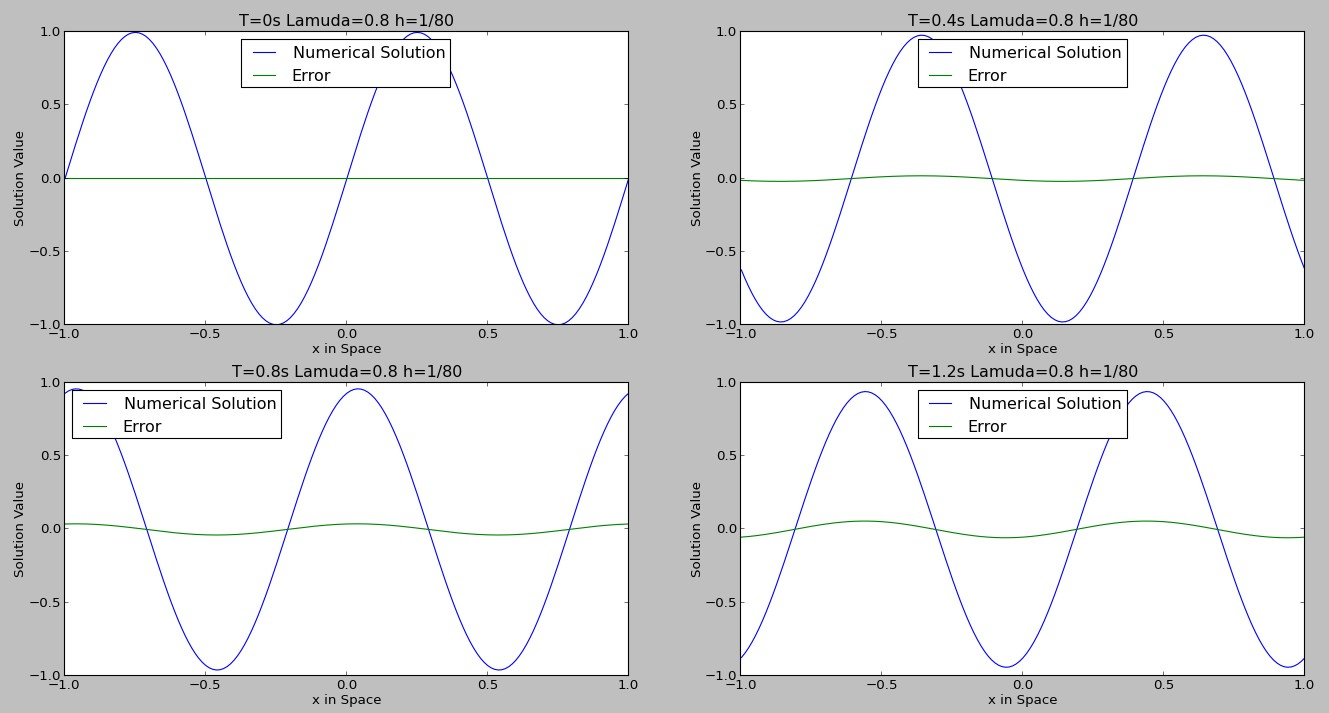 T=0s Lamuda=0.8 h=1/80
Numerical Solution
Error
1.0
0.5
0.0
−0.5
−1.0
Solution Value
−1.0 −0.5 0.0 0.5 1.0
x in Space
T=0.4s Lamuda=0.8 h=1/80
Numerical Solution
Error
1.0
0.5
0.0
−0.5
−1.0
Solution Value
−1.0 −0.5 0.0 0.5 1.0
x in Space
T=0.8s Lamuda=0.8 h=1/80
Numerical Solution
Error
1.0
0.5
0.0
−0.5
−1.0
Solution Value
−1.0 −0.5 0.0 0.5 1.0
x in Space
T=1.2s Lamuda=0.8 h=1/80
Numerical Solution
Error
1.0
0.5
0.0
−0.5
−1.0
Solution Value
−1.0 −0.5 0.0 0.5 1.0
x in Space